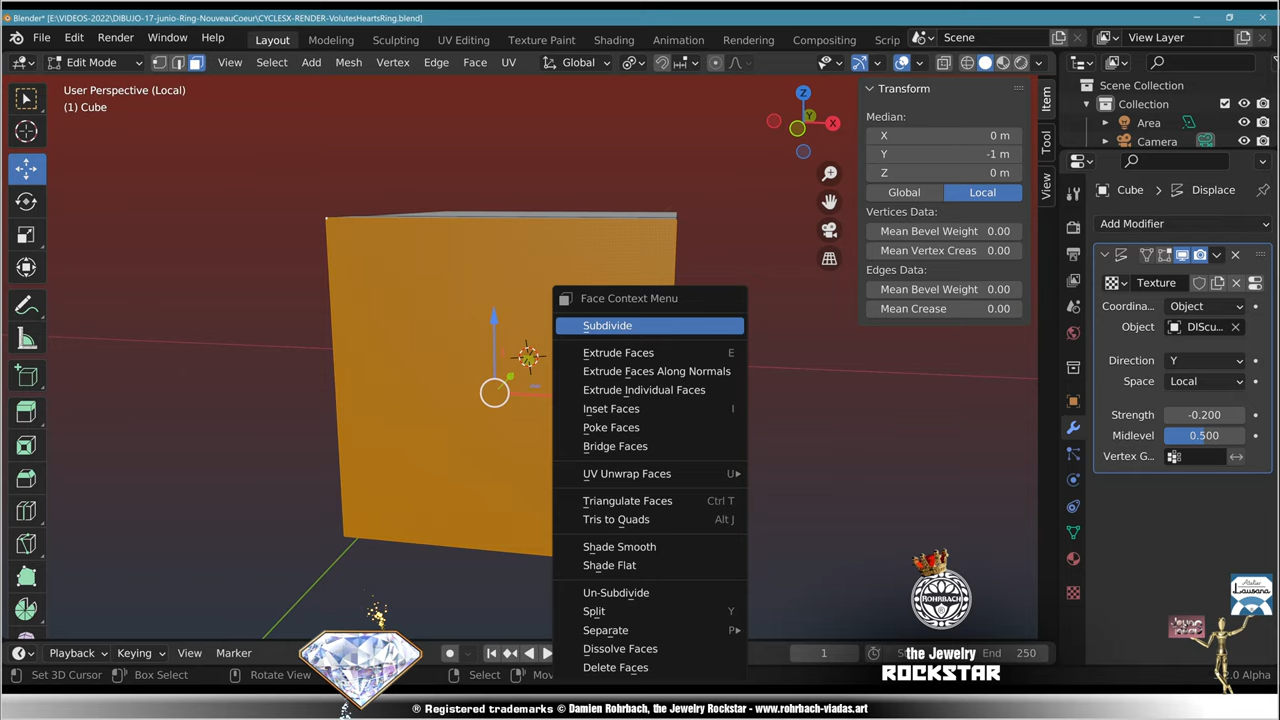 Blender* [E:\VIDEOS-2022\DIBUJO-17-junio-Ring-NouveauCoeur\CYCLESX-RENDER-VolutesHeartsRing.blend]
File Edit Render Window Help Layout Modeling Sculpting UV Editing Texture Paint Shading Animation Rendering Compositing Scrip Scene View Layer
Edit Mode View Select Add Mesh Vertex Edge Face UV Global
User Perspective (Local)
(1) Cube
Z
Y
X
Transform
Median:
X 0 m
Y -1 m
Z 0 m
Global Local
Vertices Data:
Mean Bevel Weight 0.00
Mean Vertex Creas 0.00
Edges Data:
Mean Bevel Weight 0.00
Mean Crease 0.00
Item
Tool
View
Scene Collection
Collection
Area
Camera
Cube > Displace
Add Modifier
Texture
Coordina... Object
Object DIScu...
Direction Y
Space Local
Strength -0.200
Midlevel 0.500
Vertex G...
Face Context Menu
Subdivide
Extrude Faces E
Extrude Faces Along Normals
Extrude Individual Faces
Inset Faces I
Poke Faces
Bridge Faces
UV Unwrap Faces U
Triangulate Faces Ctrl T
Tris to Quads Alt J
Shade Smooth
Shade Flat
Un-Subdivide
Split Y
Separate P
Dissolve Faces
Delete Faces
ROHRBACH
Atelier
Lausana
the Jewelry
ROCKSTAR
Playback Keying View Marker 1 End 250
Set 3D Cursor Box Select Rotate View Select Mov .0 Alpha
® Registered trademarks © Damien Rohrbach, the Jewelry Rockstar - www.rohrbach-viadas.art